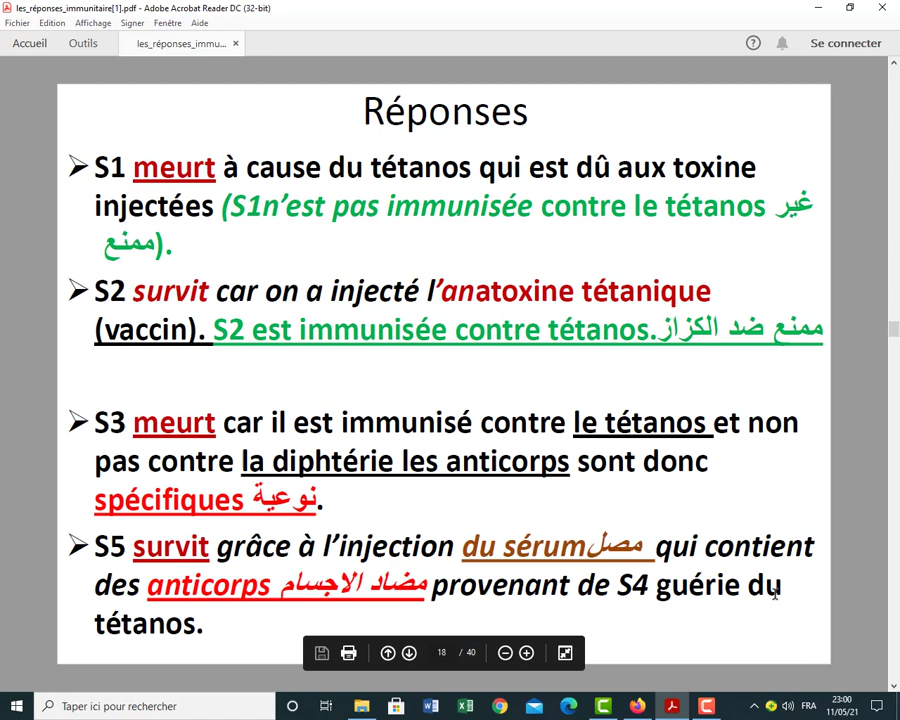 les_réponses_immunitaire[1].pdf - Adobe Acrobat Reader DC (32-bit)
Fichier Edition Affichage Signer Fenêtre Aide
Accueil Outils les_réponses_immu... × Se connecter
Réponses
➢ S1 meurt à cause du tétanos qui est dû aux toxine
injectées (S1n’est pas immunisée contre le tétanos غير
ممنع).
➢ S2 survit car on a injecté l’anatoxine tétanique
(vaccin). S2 est immunisée contre tétanos.ممنع ضد الكزاز
➢ S3 meurt car il est immunisé contre le tétanos et non
pas contre la diphtérie les anticorps sont donc
spécifiques نوعية.
➢ S5 survit grâce à l’injection du sérumمصل qui contient
des anticorps مضاد الاجسام provenant de S4 guérie du
tétanos.
18 / 40
Taper ici pour rechercher
FRA
23:00
11/05/21